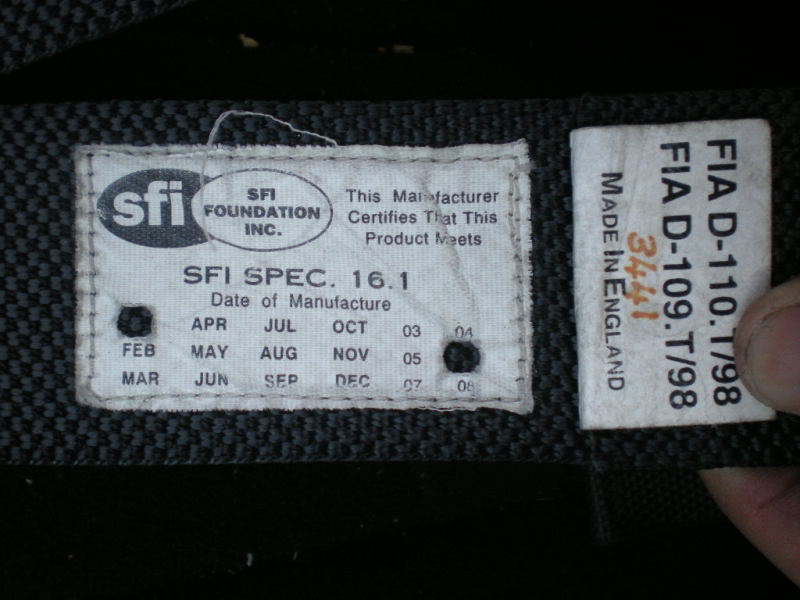 sfi
SFI
FOUNDATION
INC.
This Manufacturer
Certifies That This
Product Meets
SFI SPEC. 16.1
Date of Manufacture
APR JUL OCT 03 04
FEB MAY AUG NOV 05
MAR JUN SEP DEC 07 08
FIA D-110.T/98
FIA D-109.T/98
3441
MADE IN ENGLAND